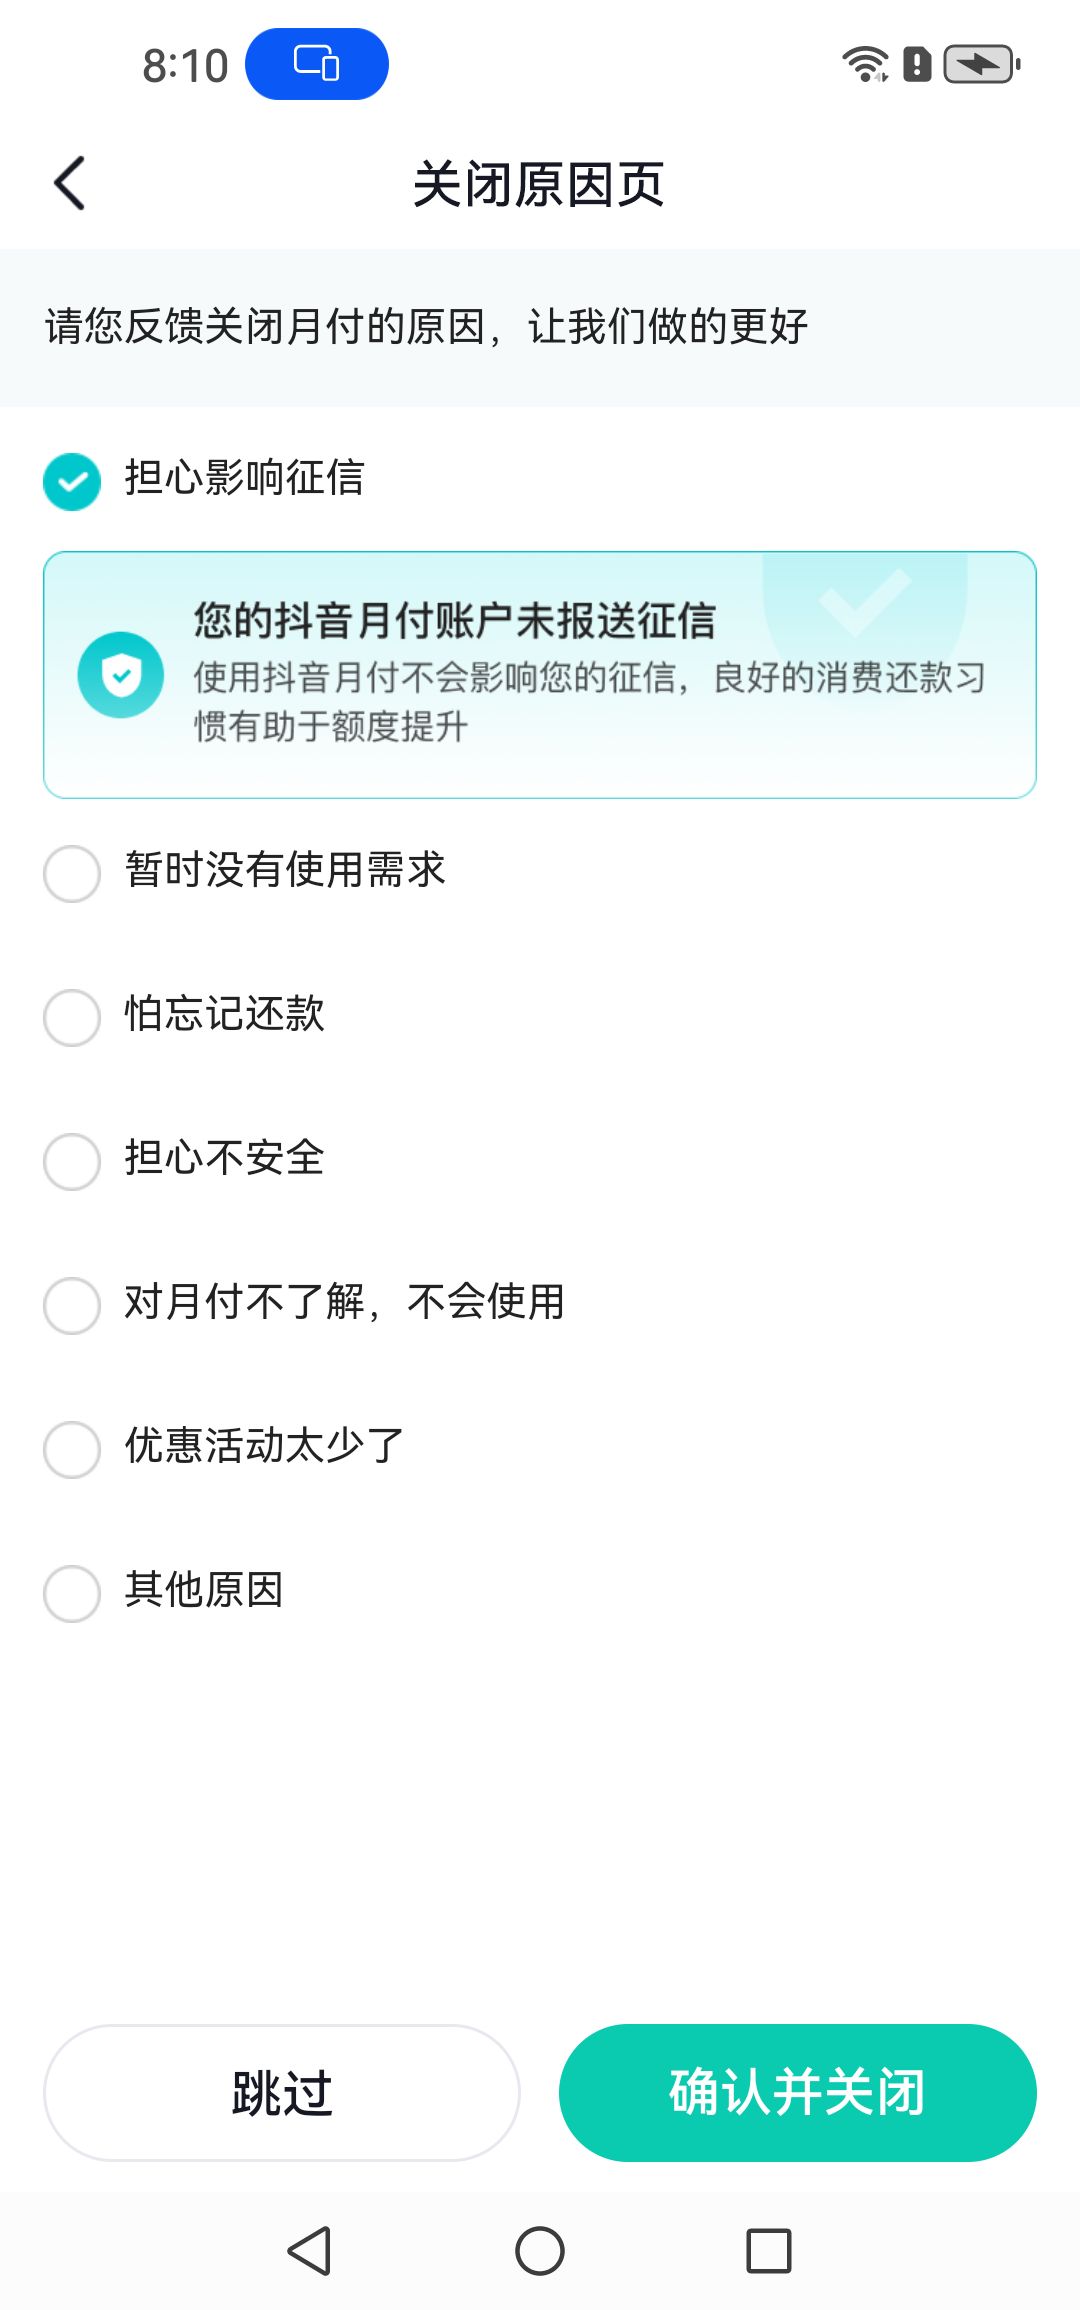 8:10
关闭原因页
请您反馈关闭月付的原因，让我们做的更好
担心影响征信
您的抖音月付账户未报送征信
使用抖音月付不会影响您的征信，良好的消费还款习
惯有助于额度提升
暂时没有使用需求
怕忘记还款
担心不安全
对月付不了解，不会使用
优惠活动太少了
其他原因
跳过
确认并关闭